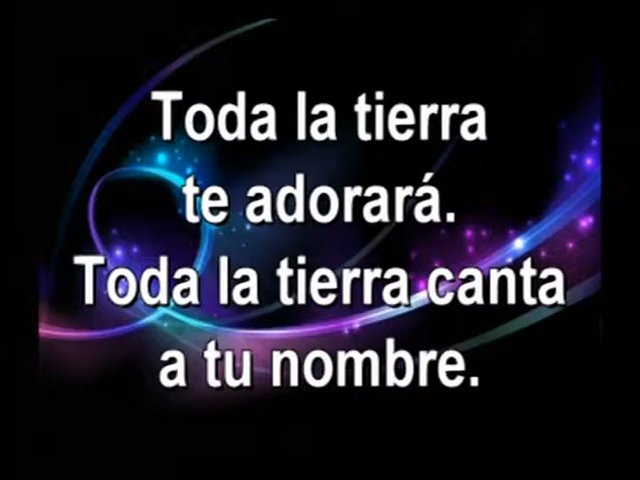 Toda la tierra
te adorará.
Toda la tierra canta
a tu nombre.